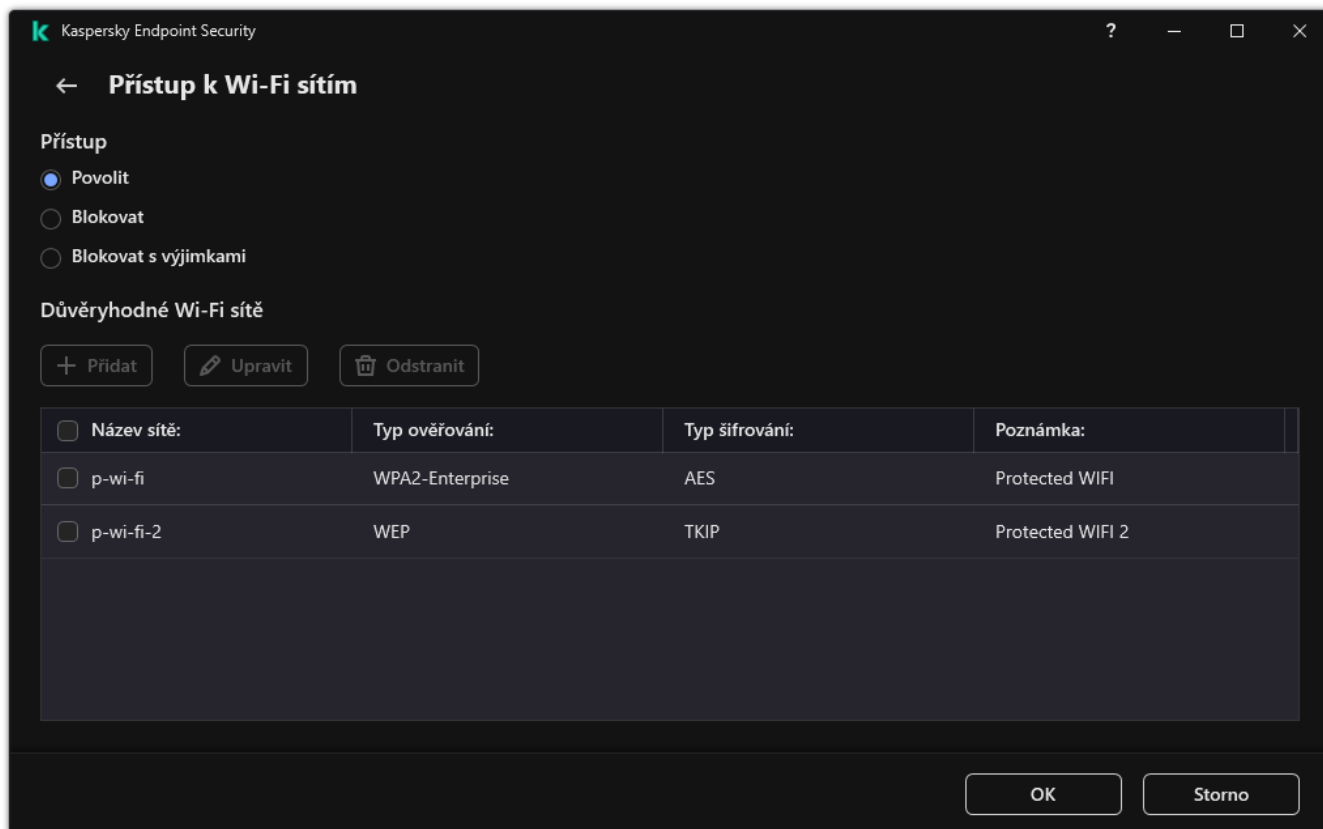 Kaspersky Endpoint Security ?
Přístup k Wi-Fi sítím
Přístup
Povolit
Blokovat
Blokovat s výjimkami
Důvěryhodné Wi-Fi sítě
Přidat Upravit Odstranit
Název sítě: Typ ověřování: Typ šifrování: Poznámka:
p-wi-fi WPA2-Enterprise AES Protected WIFI
p-wi-fi-2 WEP TKIP Protected WIFI 2
OK Storno